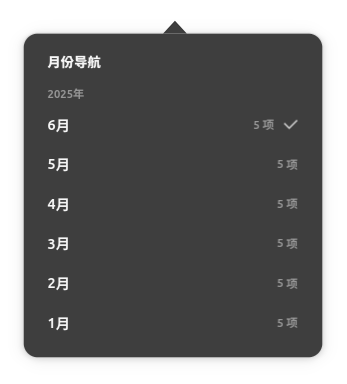 月份导航
2025年
6月 5 项
5月 5 项
4月 5 项
3月 5 项
2月 5 项
1月 5 项